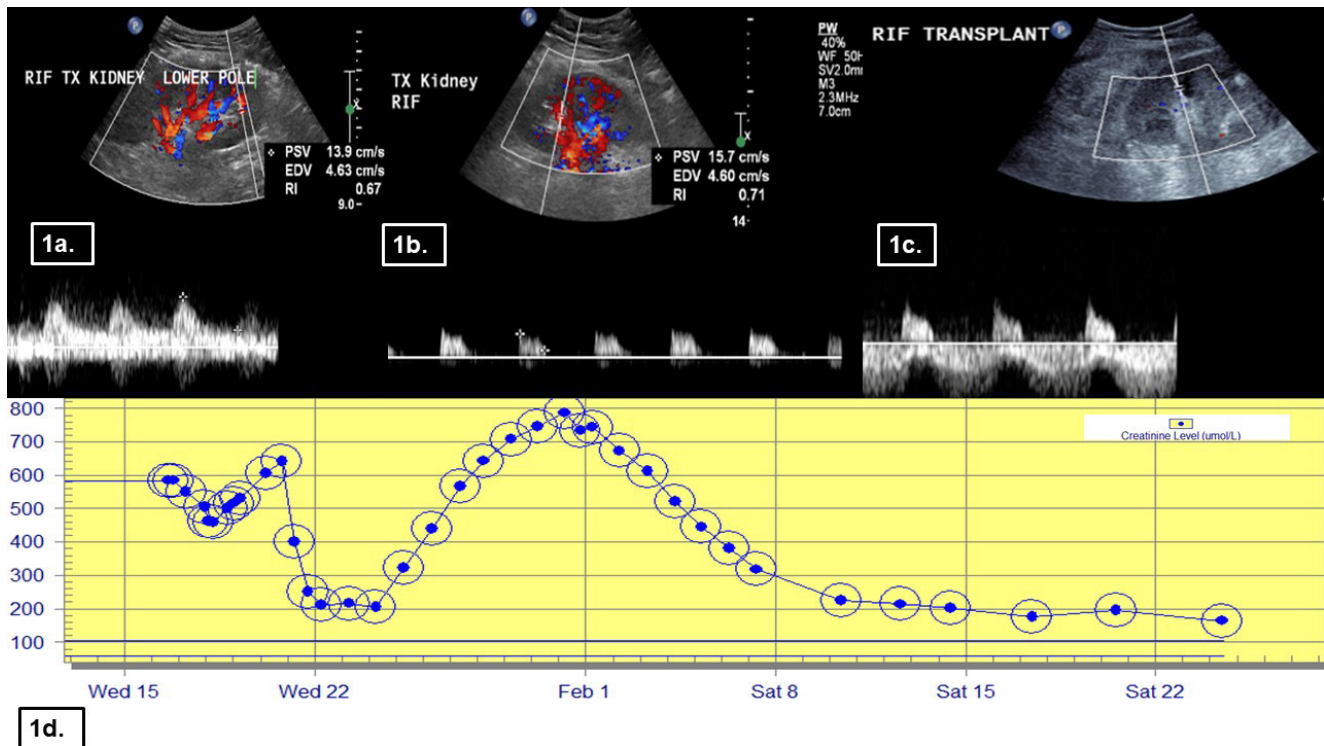 RIF TX KIDNEY LOWER POLE
PSV 13.9 cm/s
EDV 4.63 cm/s
RI 0.67
9.0
1a.
TX Kidney
RIF
PSV 15.7 cm/s
EDV 4.60 cm/s
RI 0.71
14
1b.
PW
40%
WF 50H
SV2.0m
M3
2.3MHz
7.0cm
RIF TRANSPLANT
1c.
800
700
600
500
400
300
200
100
Creatinine Level (umol/L)
Wed 15
Wed 22
Feb 1
Sat 8
Sat 15
Sat 22
1d.